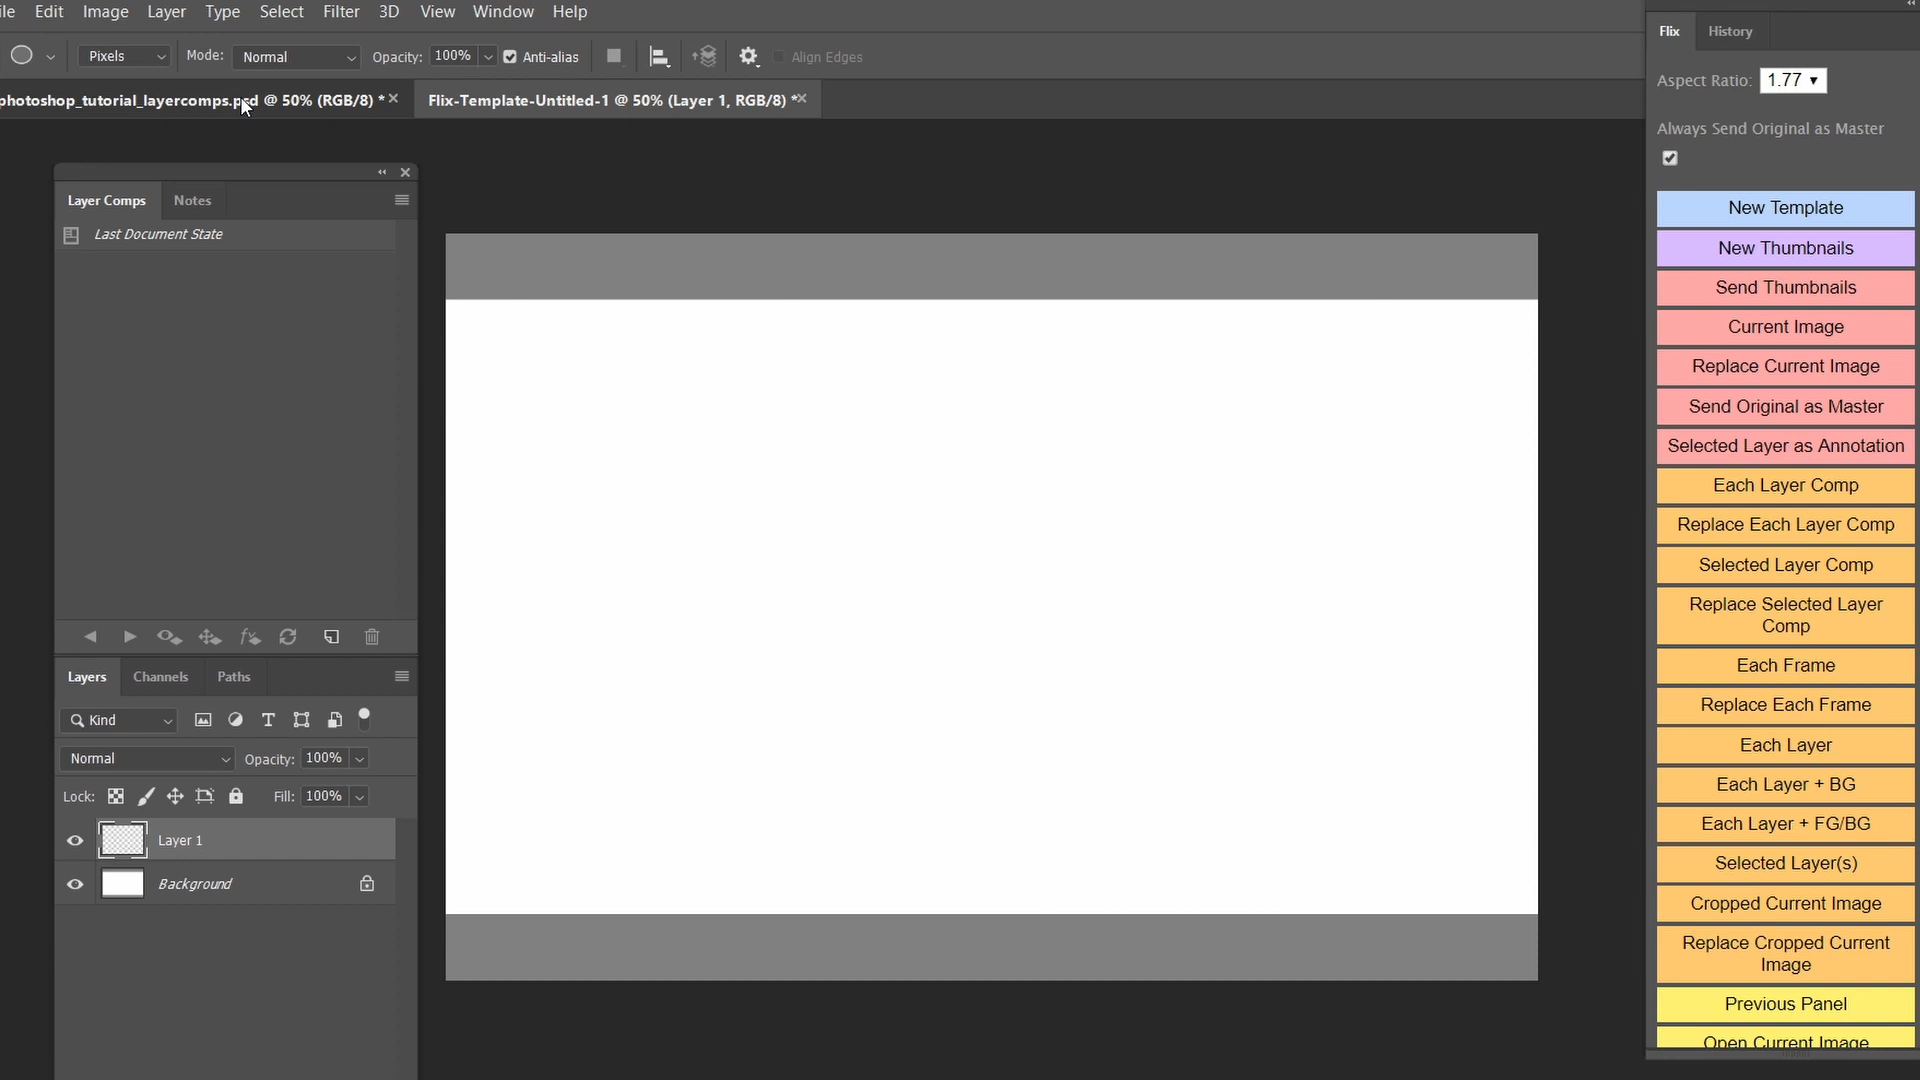 ile Edit Image Layer Type Select Filter 3D View Window Help
Pixels Mode: Normal Opacity: 100% Anti-alias Align Edges
photoshop_tutorial_layercomps.psd @ 50% (RGB/8) *
Flix-Template-Untitled-1 @ 50% (Layer 1, RGB/8) *
Layer Comps Notes
Last Document State
Layers Channels Paths
Kind
Normal Opacity: 100%
Lock: Fill: 100%
Layer 1
Background
Flix History
Aspect Ratio: 1.77
Always Send Original as Master
New Template
New Thumbnails
Send Thumbnails
Current Image
Replace Current Image
Send Original as Master
Selected Layer as Annotation
Each Layer Comp
Replace Each Layer Comp
Selected Layer Comp
Replace Selected Layer
Comp
Each Frame
Replace Each Frame
Each Layer
Each Layer + BG
Each Layer + FG/BG
Selected Layer(s)
Cropped Current Image
Replace Cropped Current
Image
Previous Panel
Open Current Image